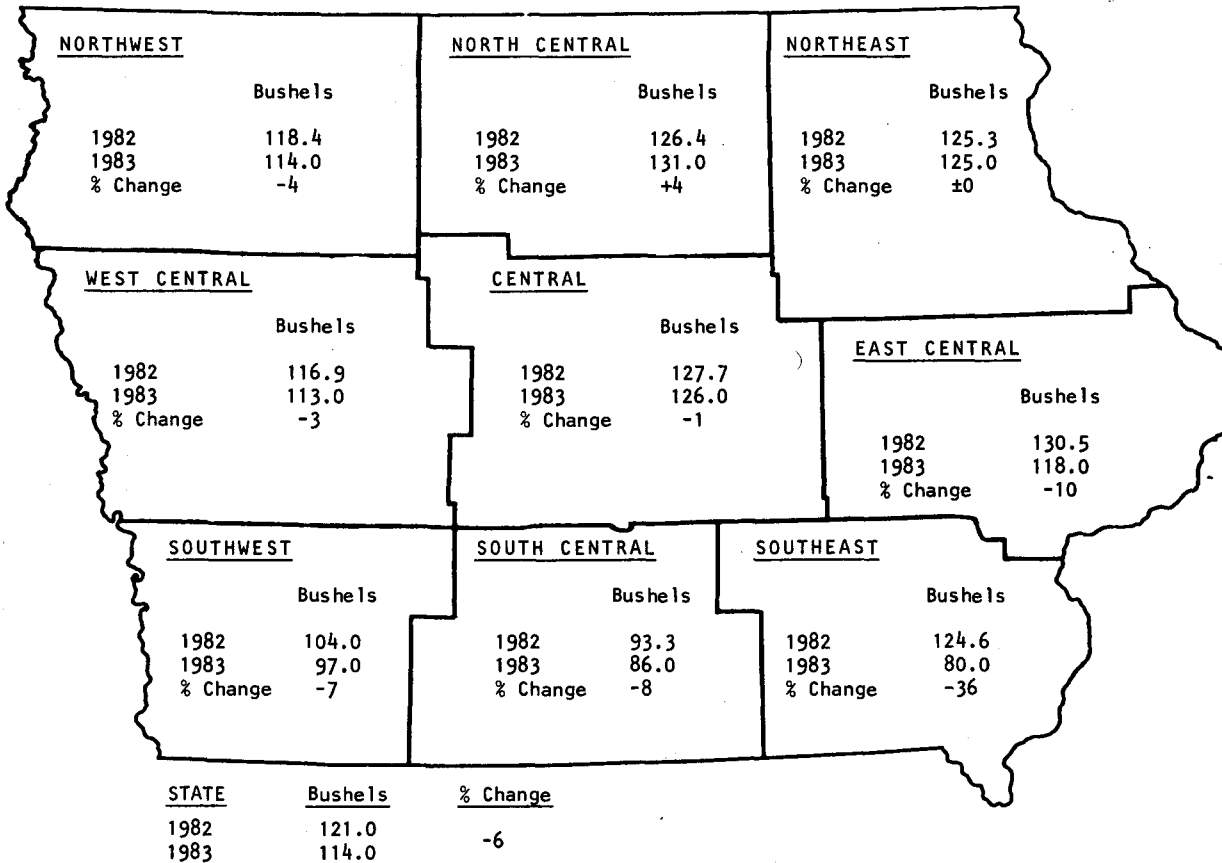 NORTHWEST
Bushels
1982 118.4
1983 114.0
% Change -4
NORTH CENTRAL
Bushels
1982 126.4
1983 131.0
% Change +4
NORTHEAST
Bushels
1982 125.3
1983 125.0
% Change ±0
WEST CENTRAL
Bushels
1982 116.9
1983 113.0
% Change -3
CENTRAL
Bushels
1982 127.7
1983 126.0
% Change -1
EAST CENTRAL
Bushels
1982 130.5
1983 118.0
% Change -10
SOUTHWEST
Bushels
1982 104.0
1983 97.0
% Change -7
SOUTH CENTRAL
Bushels
1982 93.3
1983 86.0
% Change -8
SOUTHEAST
Bushels
1982 124.6
1983 80.0
% Change -36
STATE Bushels % Change
1982 121.0
-6
1983 114.0